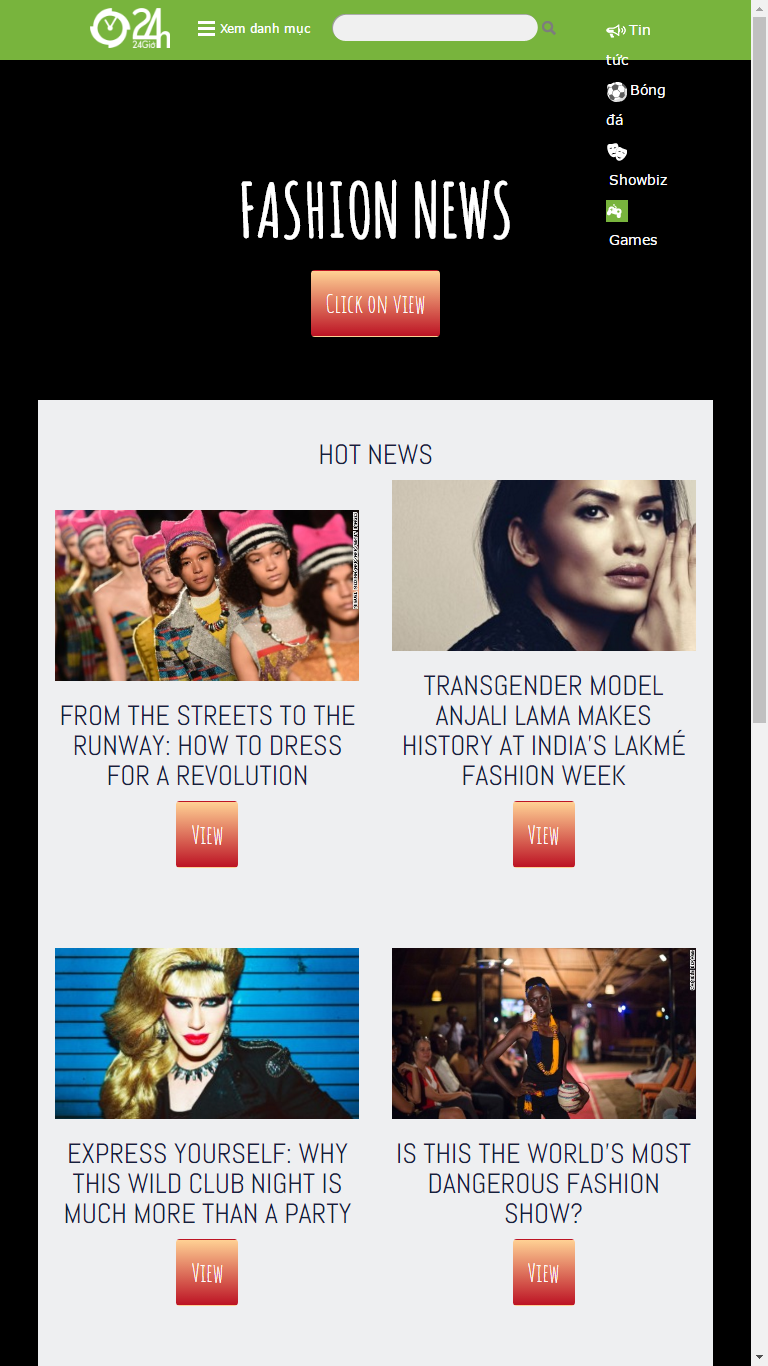 24h
24Giờ
Xem danh mục
Tin
tức
Bóng
đá
Showbiz
Games
FASHION NEWS
Click on view
HOT NEWS
FROM THE STREETS TO THE
RUNWAY: HOW TO DRESS
FOR A REVOLUTION
View
TRANSGENDER MODEL
ANJALI LAMA MAKES
HISTORY AT INDIA'S LAKMÉ
FASHION WEEK
View
EXPRESS YOURSELF: WHY
THIS WILD CLUB NIGHT IS
MUCH MORE THAN A PARTY
View
IS THIS THE WORLD'S MOST
DANGEROUS FASHION
SHOW?
View